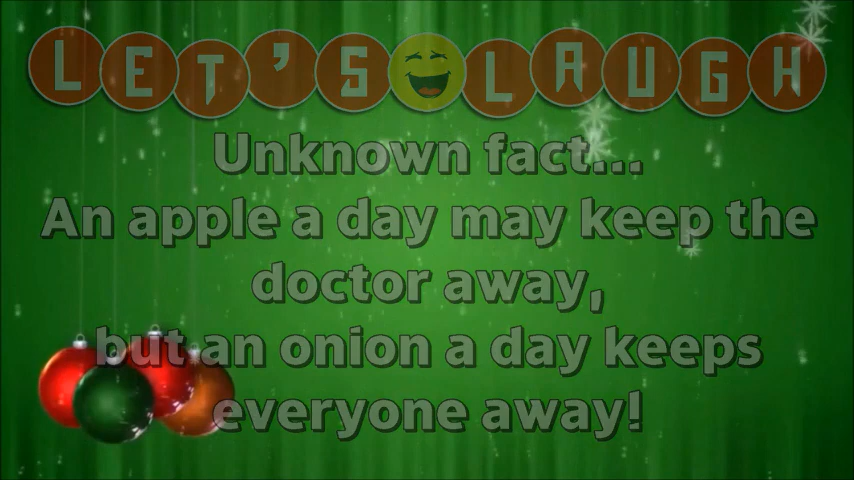 LET'S LAUGH
Unknown fact...
An apple a day may keep the
doctor away,
but an onion a day keeps
everyone away!